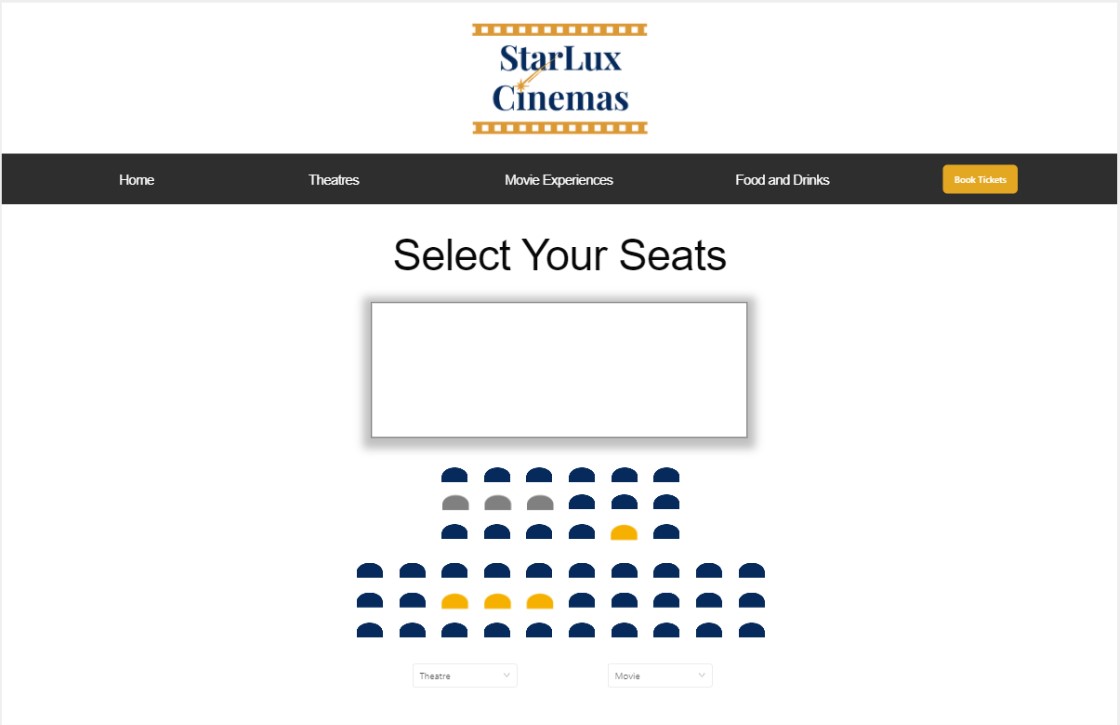 StarLux
Cinemas
Home Theatres Movie Experiences Food and Drinks Book Tickets
Select Your Seats
Theatre Movie